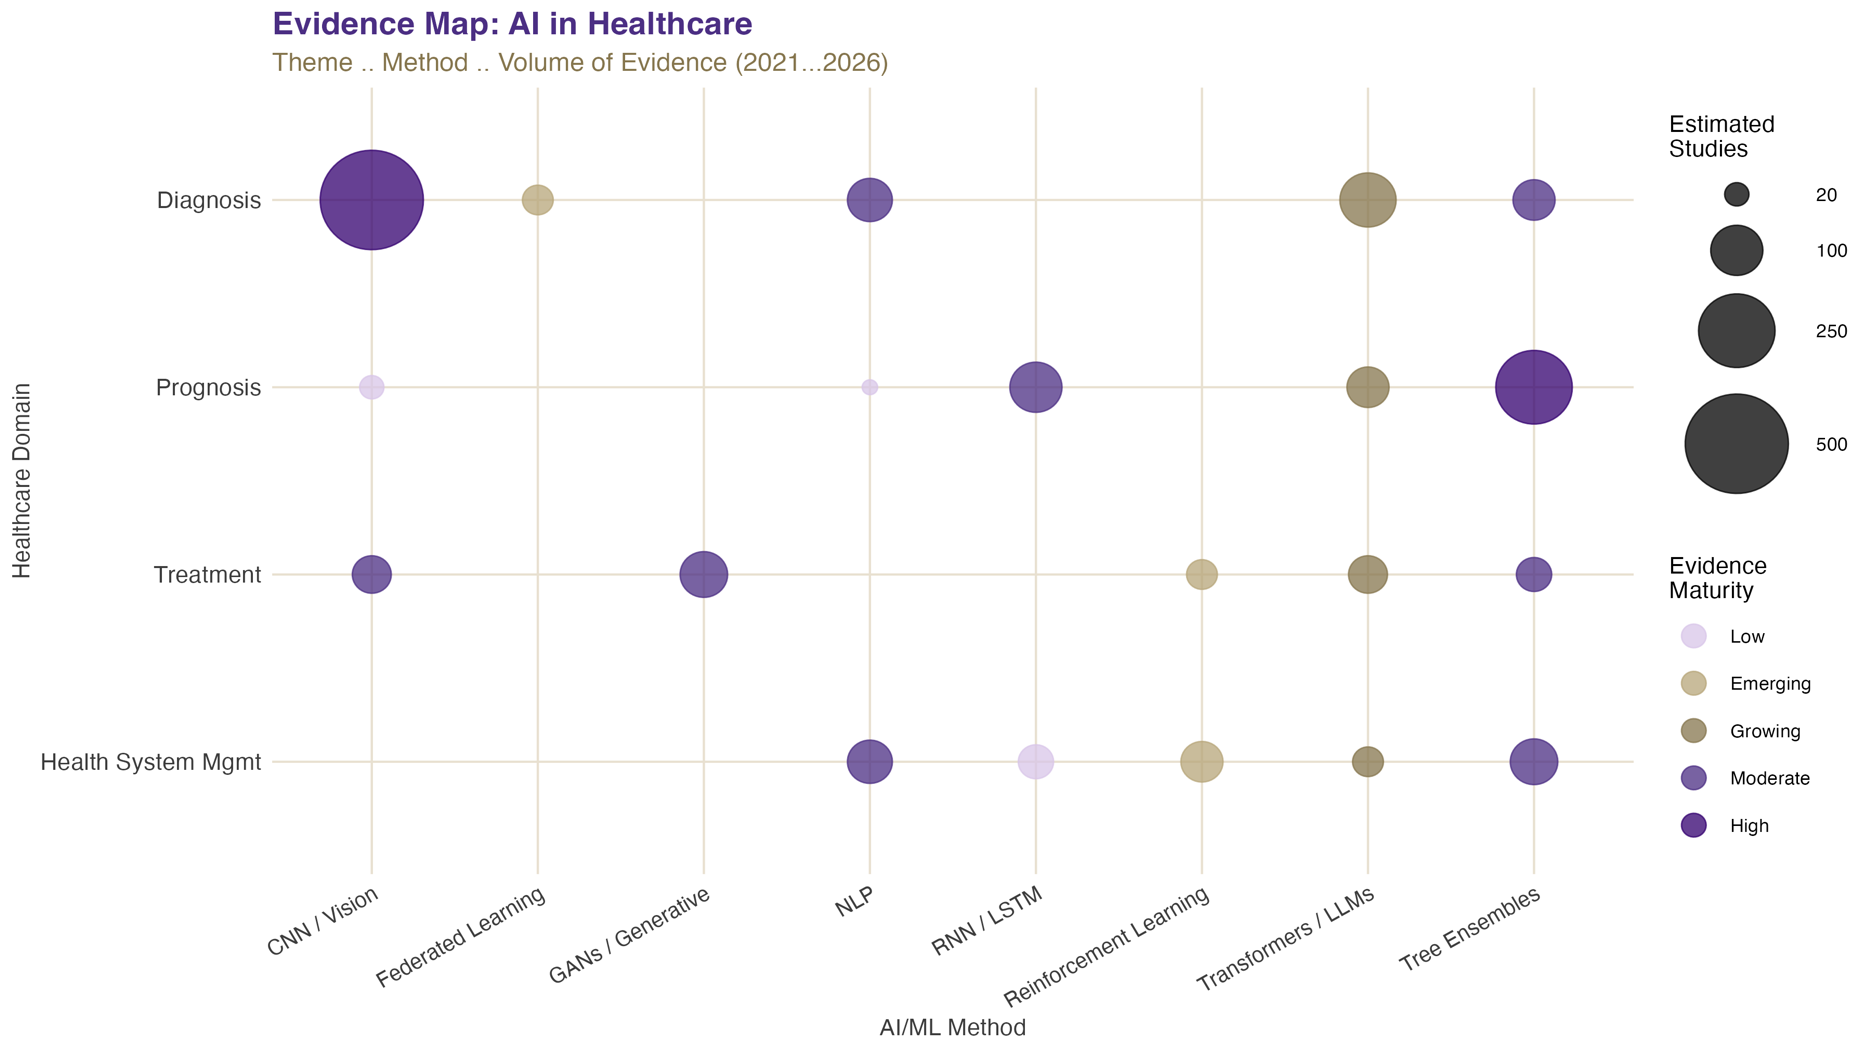 Evidence Map: AI in Healthcare
Theme .. Method .. Volume of Evidence (2021...2026)
Healthcare Domain
Diagnosis
Prognosis
Treatment
Health System Mgmt
CNN / Vision
Federated Learning
GANs / Generative
NLP
RNN / LSTM
Reinforcement Learning
Transformers / LLMs
Tree Ensembles
AI/ML Method
Estimated
Studies
20
100
250
500
Evidence
Maturity
Low
Emerging
Growing
Moderate
High